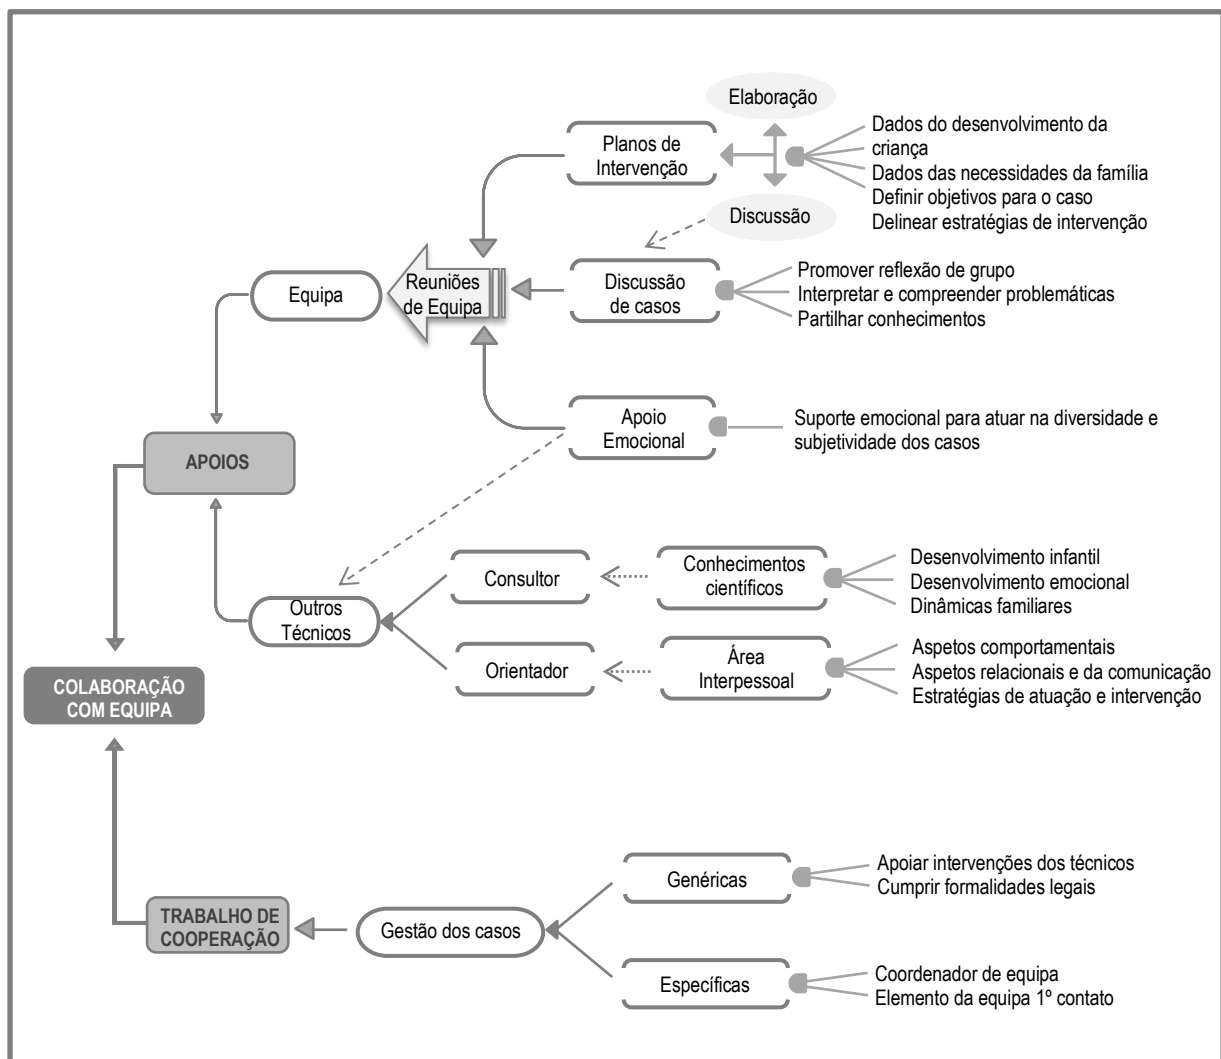 Elaboração
Planos de
Intervenção
Dados do desenvolvimento da
criança
Dados das necessidades da família
Definir objetivos para o caso
Delinear estratégias de intervenção
Discussão
Equipa
Reuniões
de Equipa
Discussão
de casos
Promover reflexão de grupo
Interpretar e compreender problemáticas
Partilhar conhecimentos
Apoio
Emocional
Suporte emocional para atuar na diversidade e
subjetividade dos casos
APOIOS
Outros
Técnicos
Consultor
Conhecimentos
científicos
Desenvolvimento infantil
Desenvolvimento emocional
Dinâmicas familiares
Orientador
Área
Interpessoal
Aspetos comportamentais
Aspetos relacionais e da comunicação
Estratégias de atuação e intervenção
COLABORAÇÃO
COM EQUIPA
TRABALHO DE
COOPERAÇÃO
Gestão dos casos
Genéricas
Apoiar intervenções dos técnicos
Cumprir formalidades legais
Específicas
Coordenador de equipa
Elemento da equipa 1º contato